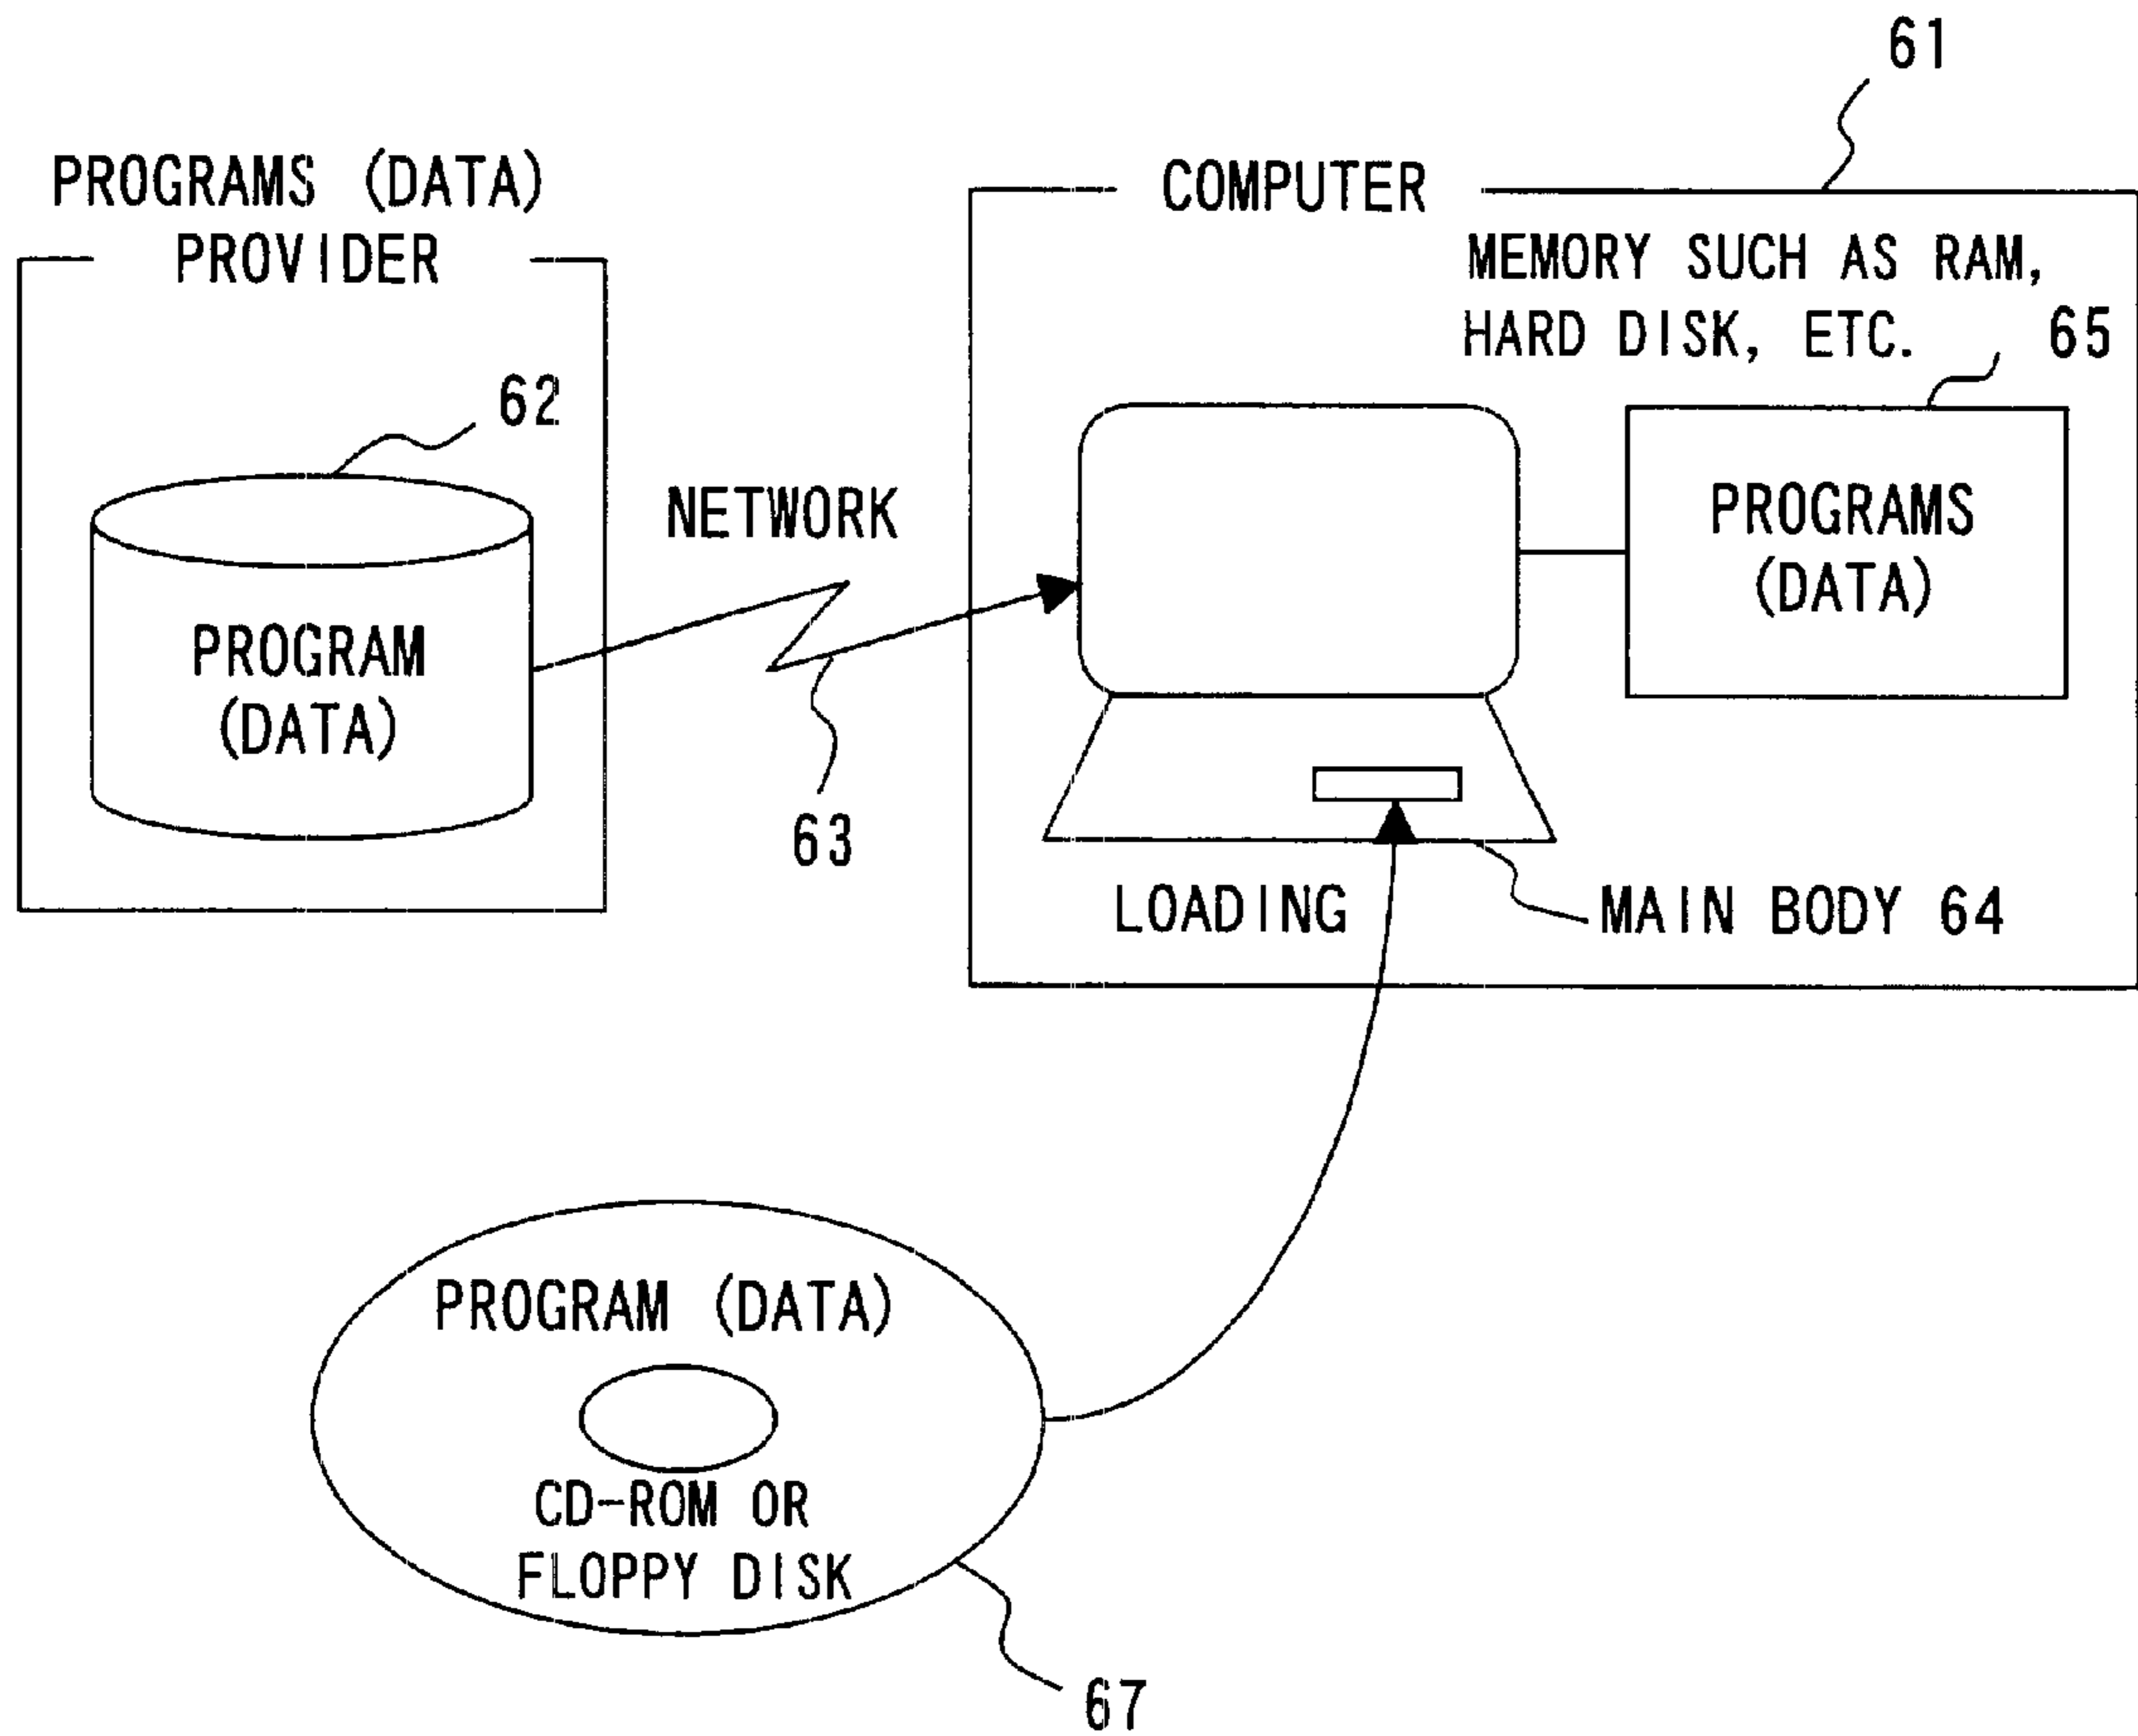 61
PROGRAMS (DATA)
PROVIDER
COMPUTER
MEMORY SUCH AS RAM,
HARD DISK, ETC. 65
62
NETWORK
PROGRAMS
(DATA)
PROGRAM
(DATA)
63
LOADING
MAIN BODY 64
PROGRAM (DATA)
CD-ROM OR
FLOPPY DISK
67